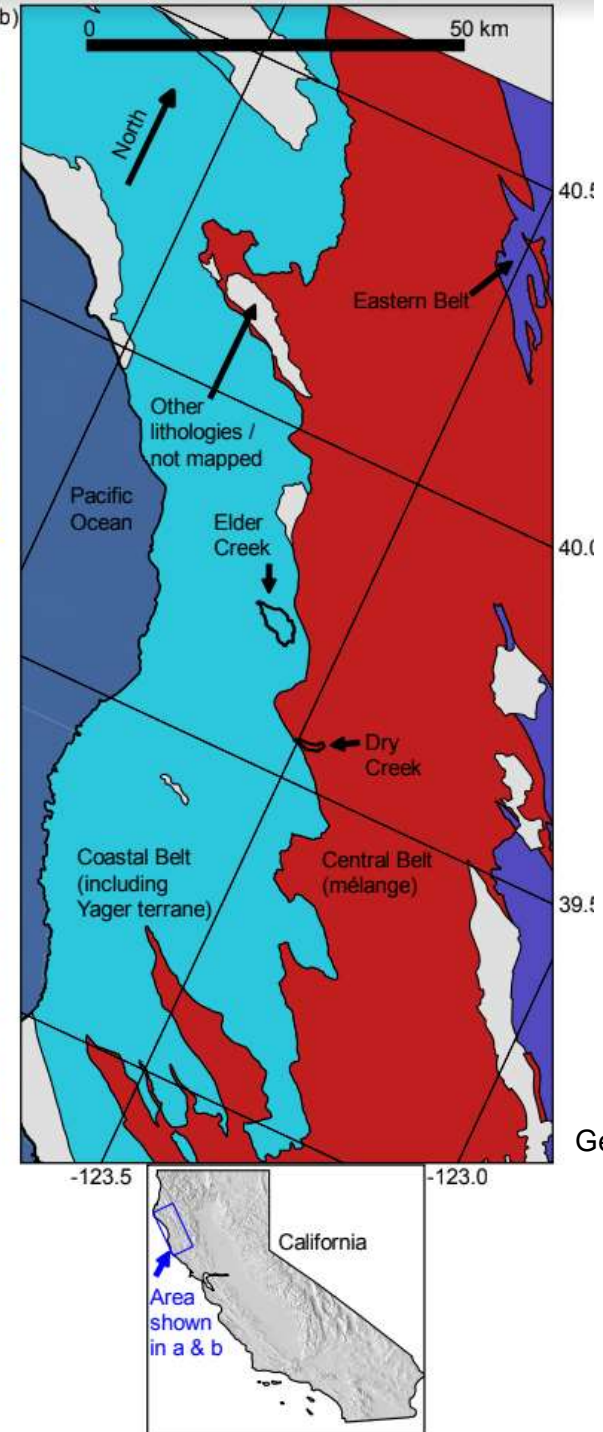 b)
0
50 km
North
40.5
Eastern Belt
Other
lithologies /
not mapped
Pacific
Ocean
40.0
Elder
Creek
Dry
Creek
Coastal Belt
(including
Yager terrane)
Central Belt
(mélange)
39.5
Ge
-123.5
-123.0
California
Area
shown
in a & b